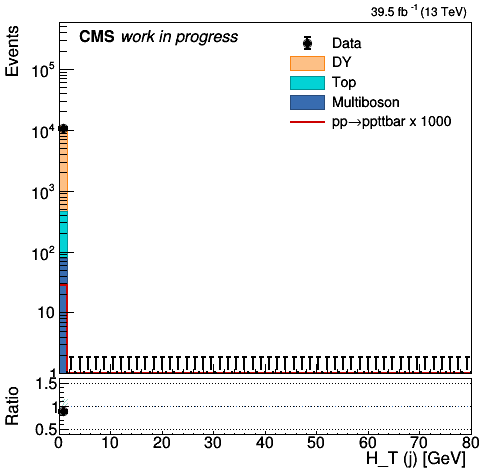 39.5 fb⁻¹ (13 TeV)
CMS work in progress
Events
Data
DY
Top
Multiboson
pp→ppttbar x 1000
10⁵
10⁴
10³
10²
10
1
Ratio
1.5
1
0.5
0 10 20 30 40 50 60 70 80
H_T (j) [GeV]